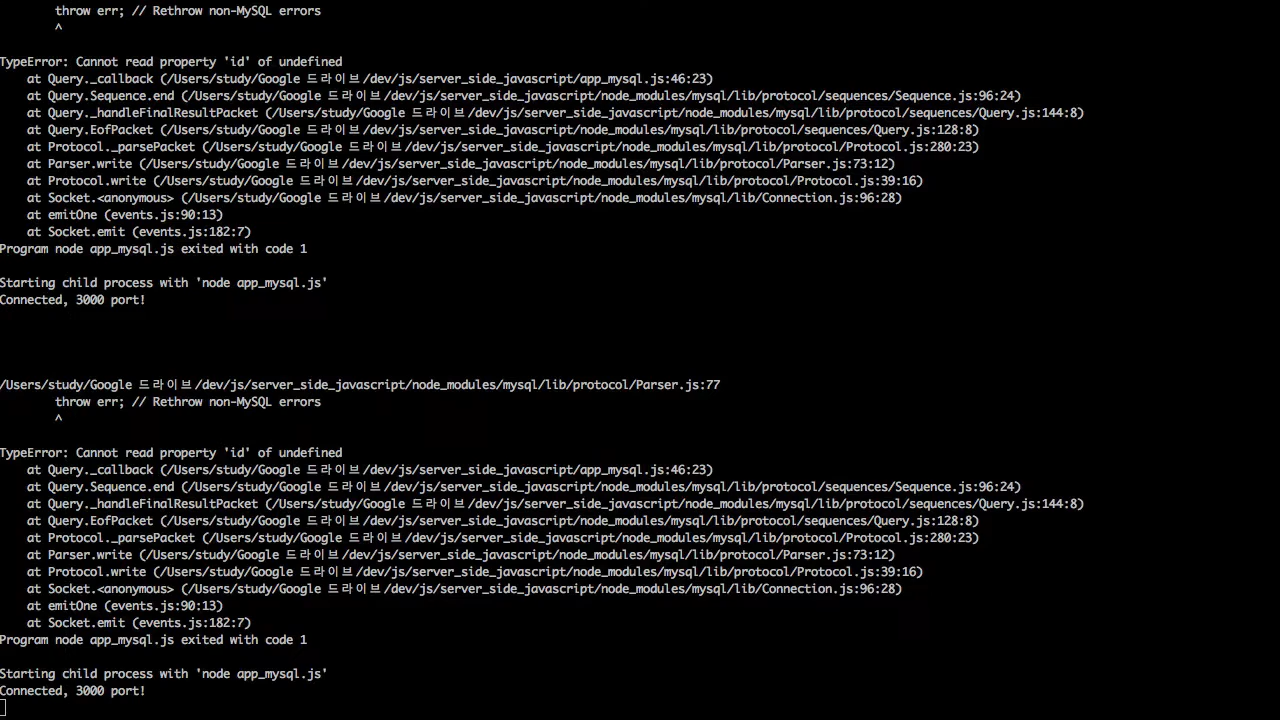 throw err; // Rethrow non-MySQL errors
^
TypeError: Cannot read property 'id' of undefined
at Query._callback (/Users/study/Google 드라이브/dev/js/server_side_javascript/app_mysql.js:46:23)
at Query.Sequence.end (/Users/study/Google 드라이브/dev/js/server_side_javascript/node_modules/mysql/lib/protocol/sequences/Sequence.js:96:24)
at Query._handleFinalResultPacket (/Users/study/Google 드라이브/dev/js/server_side_javascript/node_modules/mysql/lib/protocol/sequences/Query.js:144:8)
at Query.EofPacket (/Users/study/Google 드라이브/dev/js/server_side_javascript/node_modules/mysql/lib/protocol/sequences/Query.js:128:8)
at Protocol._parsePacket (/Users/study/Google 드라이브/dev/js/server_side_javascript/node_modules/mysql/lib/protocol/Protocol.js:280:23)
at Parser.write (/Users/study/Google 드라이브/dev/js/server_side_javascript/node_modules/mysql/lib/protocol/Parser.js:73:12)
at Protocol.write (/Users/study/Google 드라이브/dev/js/server_side_javascript/node_modules/mysql/lib/protocol/Protocol.js:39:16)
at Socket.<anonymous> (/Users/study/Google 드라이브/dev/js/server_side_javascript/node_modules/mysql/lib/Connection.js:96:28)
at emitOne (events.js:90:13)
at Socket.emit (events.js:182:7)
Program node app_mysql.js exited with code 1
Starting child process with 'node app_mysql.js'
Connected, 3000 port!
/Users/study/Google 드라이브/dev/js/server_side_javascript/node_modules/mysql/lib/protocol/Parser.js:77
throw err; // Rethrow non-MySQL errors
^
TypeError: Cannot read property 'id' of undefined
at Query._callback (/Users/study/Google 드라이브/dev/js/server_side_javascript/app_mysql.js:46:23)
at Query.Sequence.end (/Users/study/Google 드라이브/dev/js/server_side_javascript/node_modules/mysql/lib/protocol/sequences/Sequence.js:96:24)
at Query._handleFinalResultPacket (/Users/study/Google 드라이브/dev/js/server_side_javascript/node_modules/mysql/lib/protocol/sequences/Query.js:144:8)
at Query.EofPacket (/Users/study/Google 드라이브/dev/js/server_side_javascript/node_modules/mysql/lib/protocol/sequences/Query.js:128:8)
at Protocol._parsePacket (/Users/study/Google 드라이브/dev/js/server_side_javascript/node_modules/mysql/lib/protocol/Protocol.js:280:23)
at Parser.write (/Users/study/Google 드라이브/dev/js/server_side_javascript/node_modules/mysql/lib/protocol/Parser.js:73:12)
at Protocol.write (/Users/study/Google 드라이브/dev/js/server_side_javascript/node_modules/mysql/lib/protocol/Protocol.js:39:16)
at Socket.<anonymous> (/Users/study/Google 드라이브/dev/js/server_side_javascript/node_modules/mysql/lib/Connection.js:96:28)
at emitOne (events.js:90:13)
at Socket.emit (events.js:182:7)
Program node app_mysql.js exited with code 1
Starting child process with 'node app_mysql.js'
Connected, 3000 port!